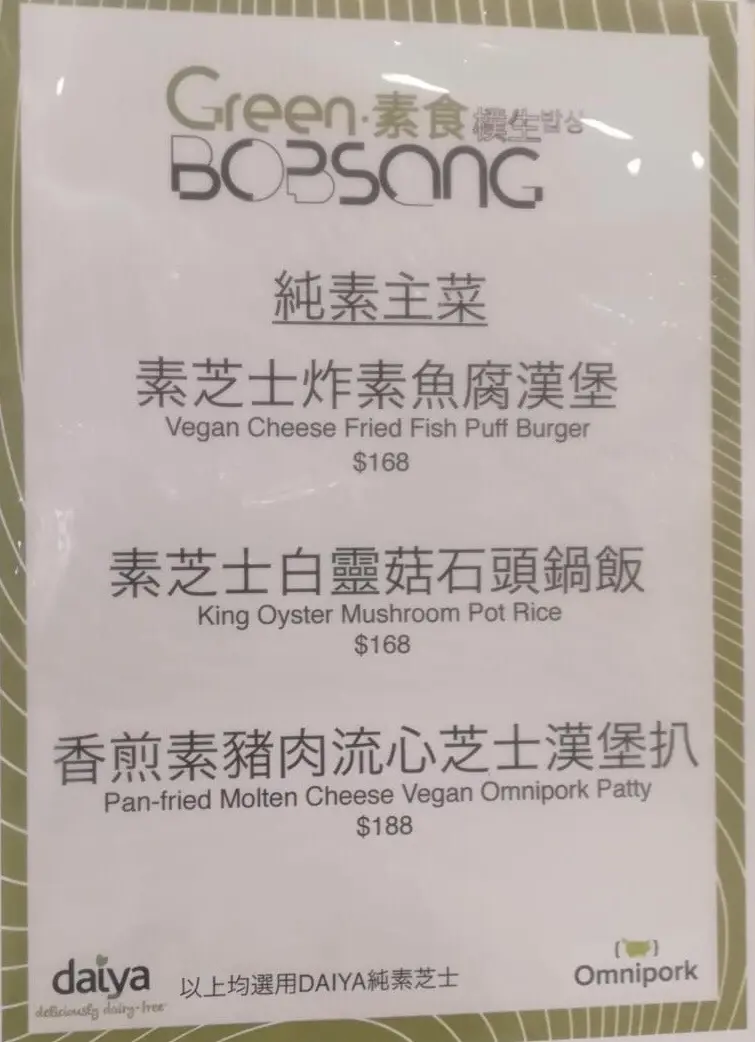 Green·素食樸生밥상
BOBSANG
純素主菜
素芝士炸素魚腐漢堡
Vegan Cheese Fried Fish Puff Burger
$168
素芝士白靈菇石頭鍋飯
King Oyster Mushroom Pot Rice
$168
香煎素豬肉流心芝士漢堡扒
Pan-fried Molten Cheese Vegan Omnipork Patty
$188
daiya
deliciously dairy-free
以上均選用DAIYA純素芝士
Omnipork